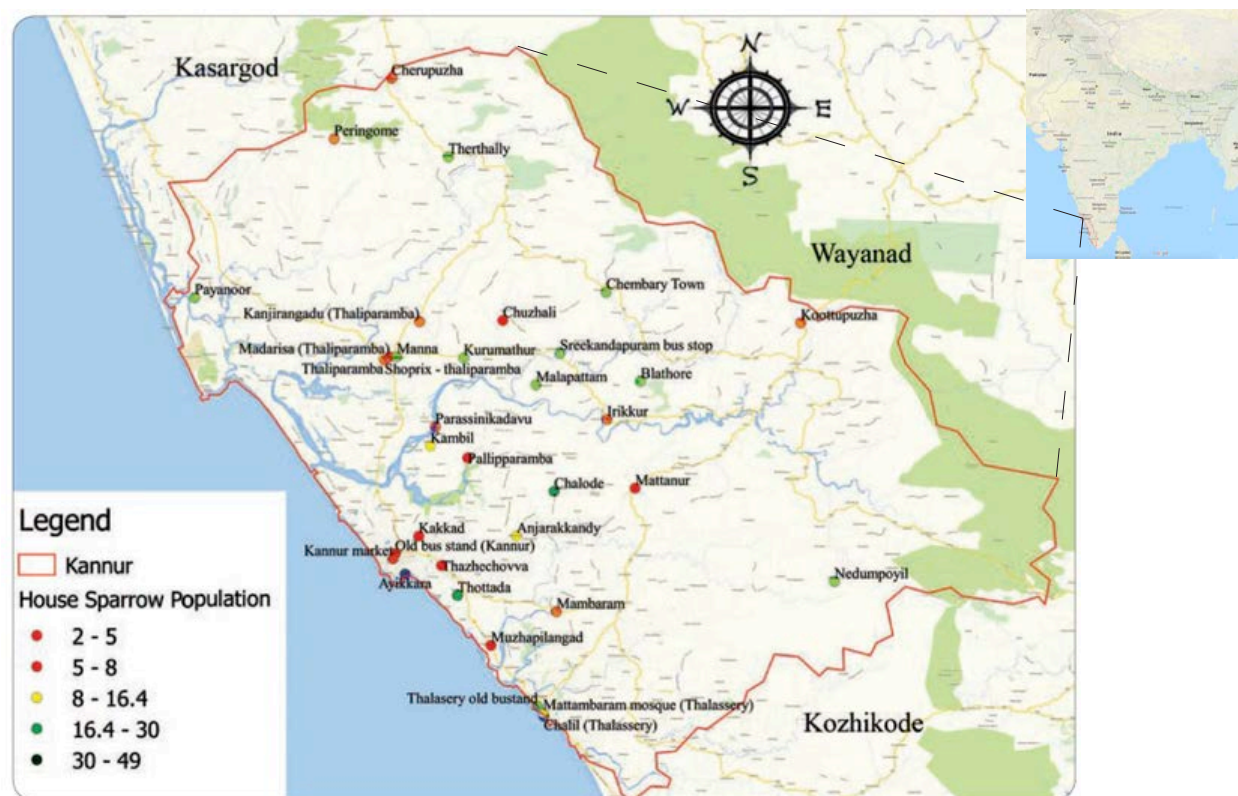 Kasargod
Cherupuzha
N
W
E
S
Peringome
Therthally
India
Wayanad
Payanoor
Chembary Town
Kanjirangadu (Thaliparamba)
Chuzhali
Koottupuzha
Madarisa (Thaliparamba)
Manna
Kurumathur
Sreekandapuram bus stop
Thaliparamba
Shoprix - thaliparamba
Malapattam
Blathore
Irikkur
Parassinikadavu
Kambil
Pallipparamba
Chalode
Mattanur
Kakkad
Anjarakkandy
Kannur market
Old bus stand (Kannur)
Thazhechovva
Ayikkara
Nedumpoyil
Thottada
Mambaram
Muzhapilangad
Thalasery old bustand
Mattambaram mosque (Thalassery)
Chalil (Thalassery)
Kozhikode
Legend
Kannur
House Sparrow Population
2 - 5
5 - 8
8 - 16.4
16.4 - 30
30 - 49